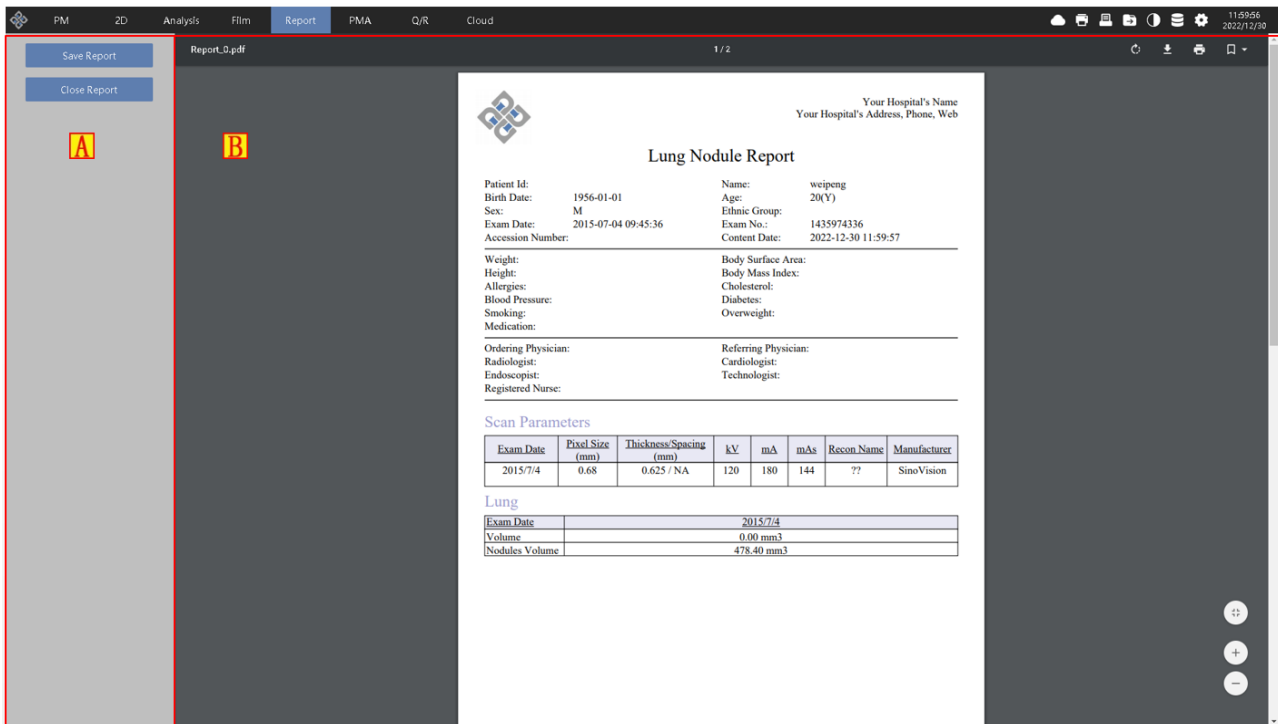 PM 2D Analysis Film Report PMA Q/R Cloud 11:59:56
2022/12/30
Save Report
Close Report
A
Report_0.pdf 1 / 2
B
Your Hospital's Name
Your Hospital's Address, Phone, Web
Lung Nodule Report
Patient Id: Name: weipeng
Birth Date: 1956-01-01 Age: 20(Y)
Sex: M Ethnic Group:
Exam Date: 2015-07-04 09:45:36 Exam No.: 1435974336
Accession Number: Content Date: 2022-12-30 11:59:57
Weight: Body Surface Area:
Height: Body Mass Index:
Allergies: Cholesterol:
Blood Pressure: Diabetes:
Smoking: Overweight:
Medication:
Ordering Physician: Referring Physician:
Radiologist: Cardiologist:
Endoscopist: Technologist:
Registered Nurse:
Scan Parameters
Exam Date Pixel Size (mm) Thickness/Spacing (mm) kV mA mAs Recon Name Manufacturer
2015/7/4 0.68 0.625 / NA 120 180 144 ?? SinoVision
Lung
Exam Date 2015/7/4
Volume 0.00 mm3
Nodules Volume 478.40 mm3